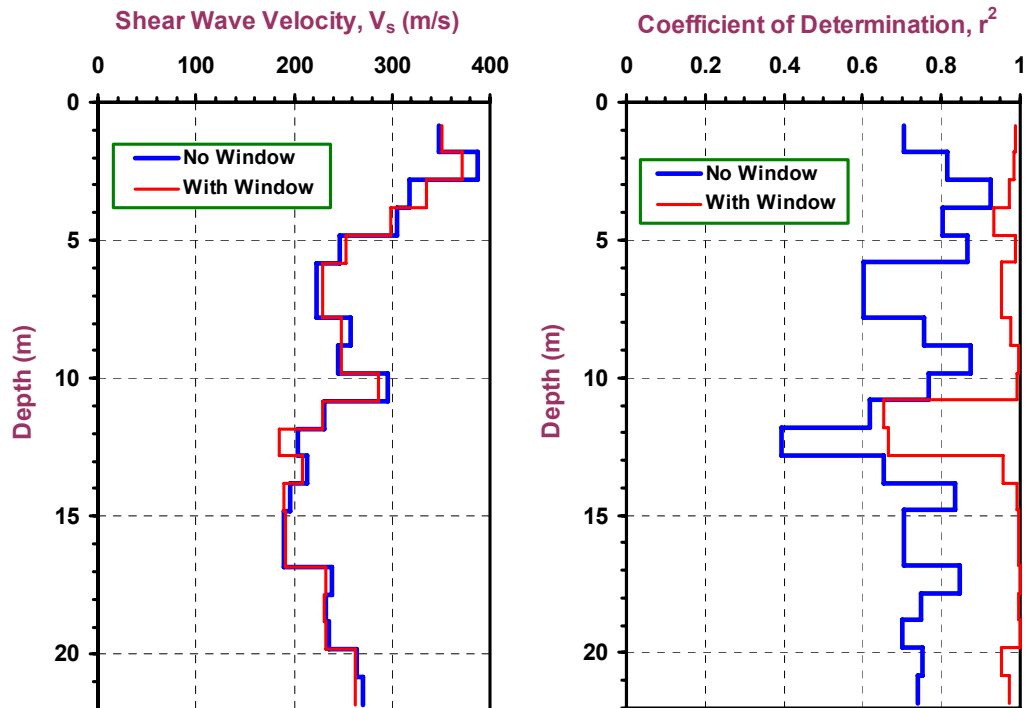 Shear Wave Velocity, Vs (m/s)
0 100 200 300 400
0
5
10
15
20
Depth (m)
No Window
With Window
Coefficient of Determination, r²
0 0.2 0.4 0.6 0.8 1
0
5
10
15
20
Depth (m)
No Window
With Window